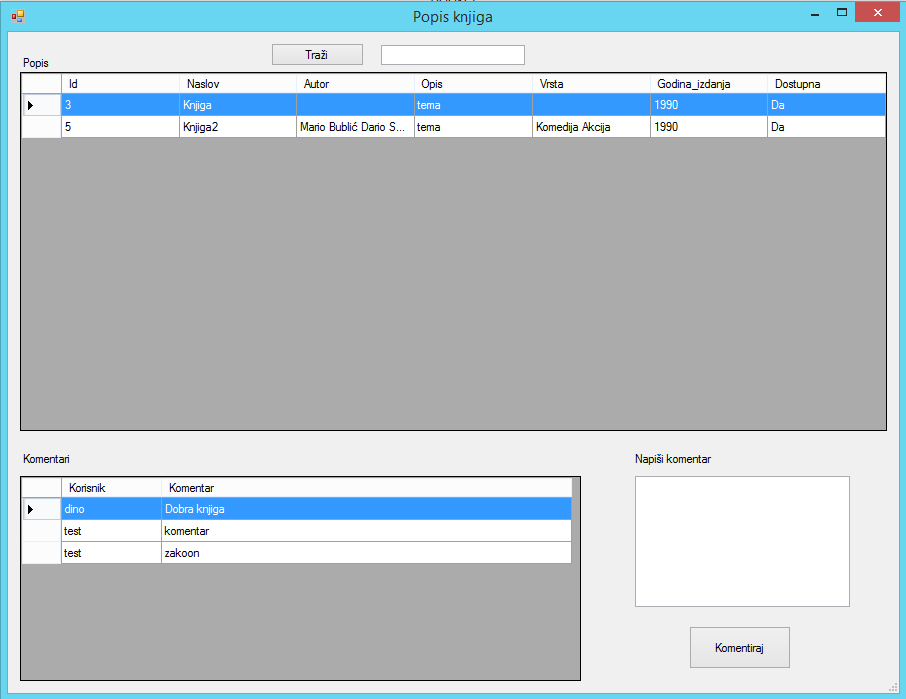 Popis knjiga
Traži
Popis
Id Naslov Autor Opis Vrsta Godina_izdanja Dostupna
3 Knjiga tema 1990 Da
5 Knjiga2 Mario Bublić Dario S... tema Komedija Akcija 1990 Da
Komentari Napiši komentar
Korisnik Komentar
dino Dobra knjiga
test komentar
test zakoon
Komentiraj